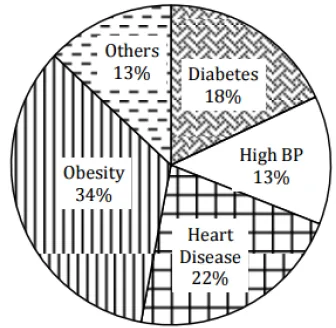 Others
13%
Diabetes
18%
High BP
13%
Obesity
34%
Heart
Disease
22%